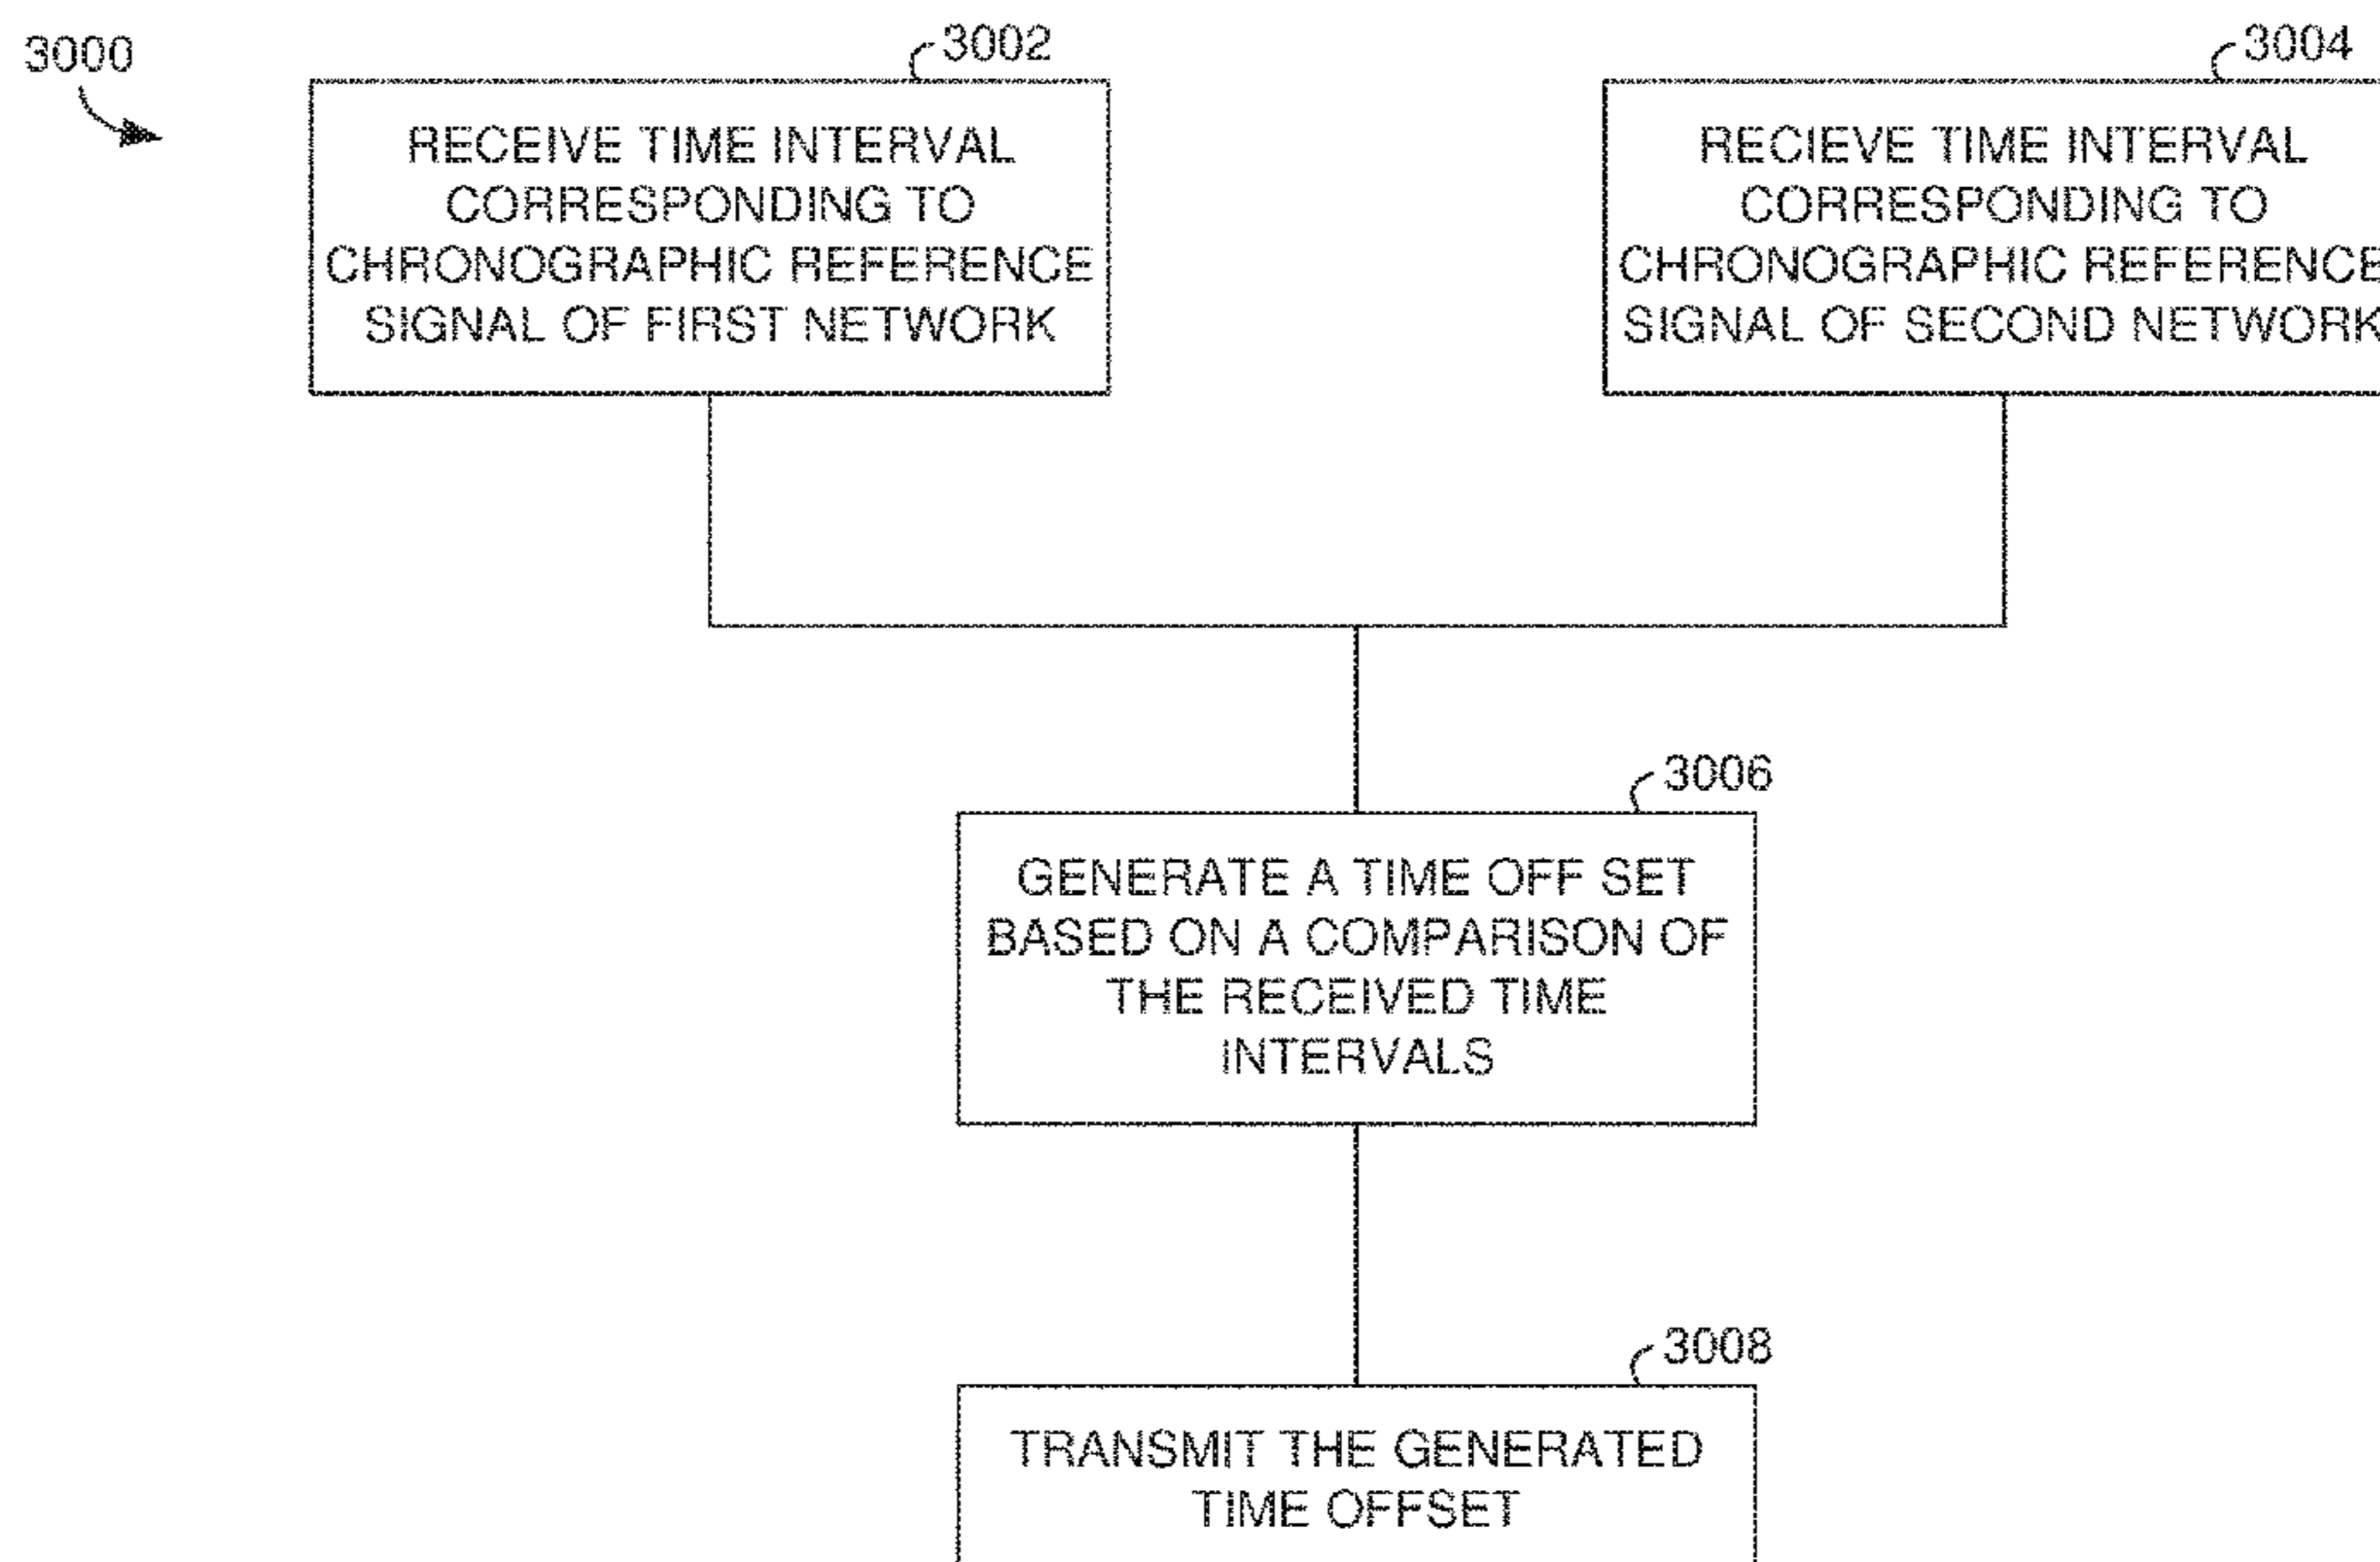 3000
3002
RECEIVE TIME INTERVAL
CORRESPONDING TO
CHRONOGRAPHIC REFERENCE
SIGNAL OF FIRST NETWORK
3004
RECIEVE TIME INTERVAL
CORRESPONDING TO
CHRONOGRAPHIC REFERENCE
SIGNAL OF SECOND NETWORK
3006
GENERATE A TIME OFF SET
BASED ON A COMPARISON OF
THE RECEIVED TIME
INTERVALS
3008
TRANSMIT THE GENERATED
TIME OFFSET